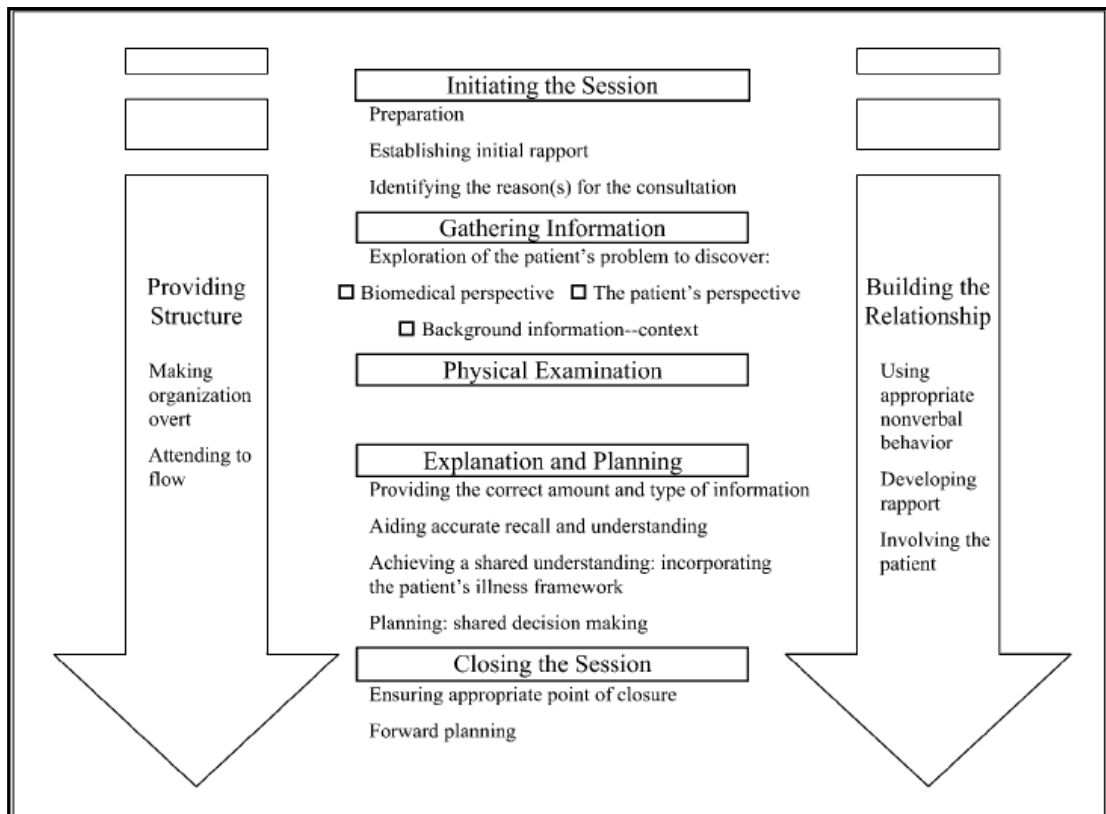 Initiating the Session
Preparation
Establishing initial rapport
Identifying the reason(s) for the consultation
Gathering Information
Exploration of the patient's problem to discover:
Biomedical perspective
The patient's perspective
Background information--context
Physical Examination
Explanation and Planning
Providing the correct amount and type of information
Aiding accurate recall and understanding
Achieving a shared understanding: incorporating
the patient's illness framework
Planning: shared decision making
Closing the Session
Ensuring appropriate point of closure
Forward planning
Providing
Structure
Making
organization
overt
Attending to
flow
Building the
Relationship
Using
appropriate
nonverbal
behavior
Developing
rapport
Involving the
patient